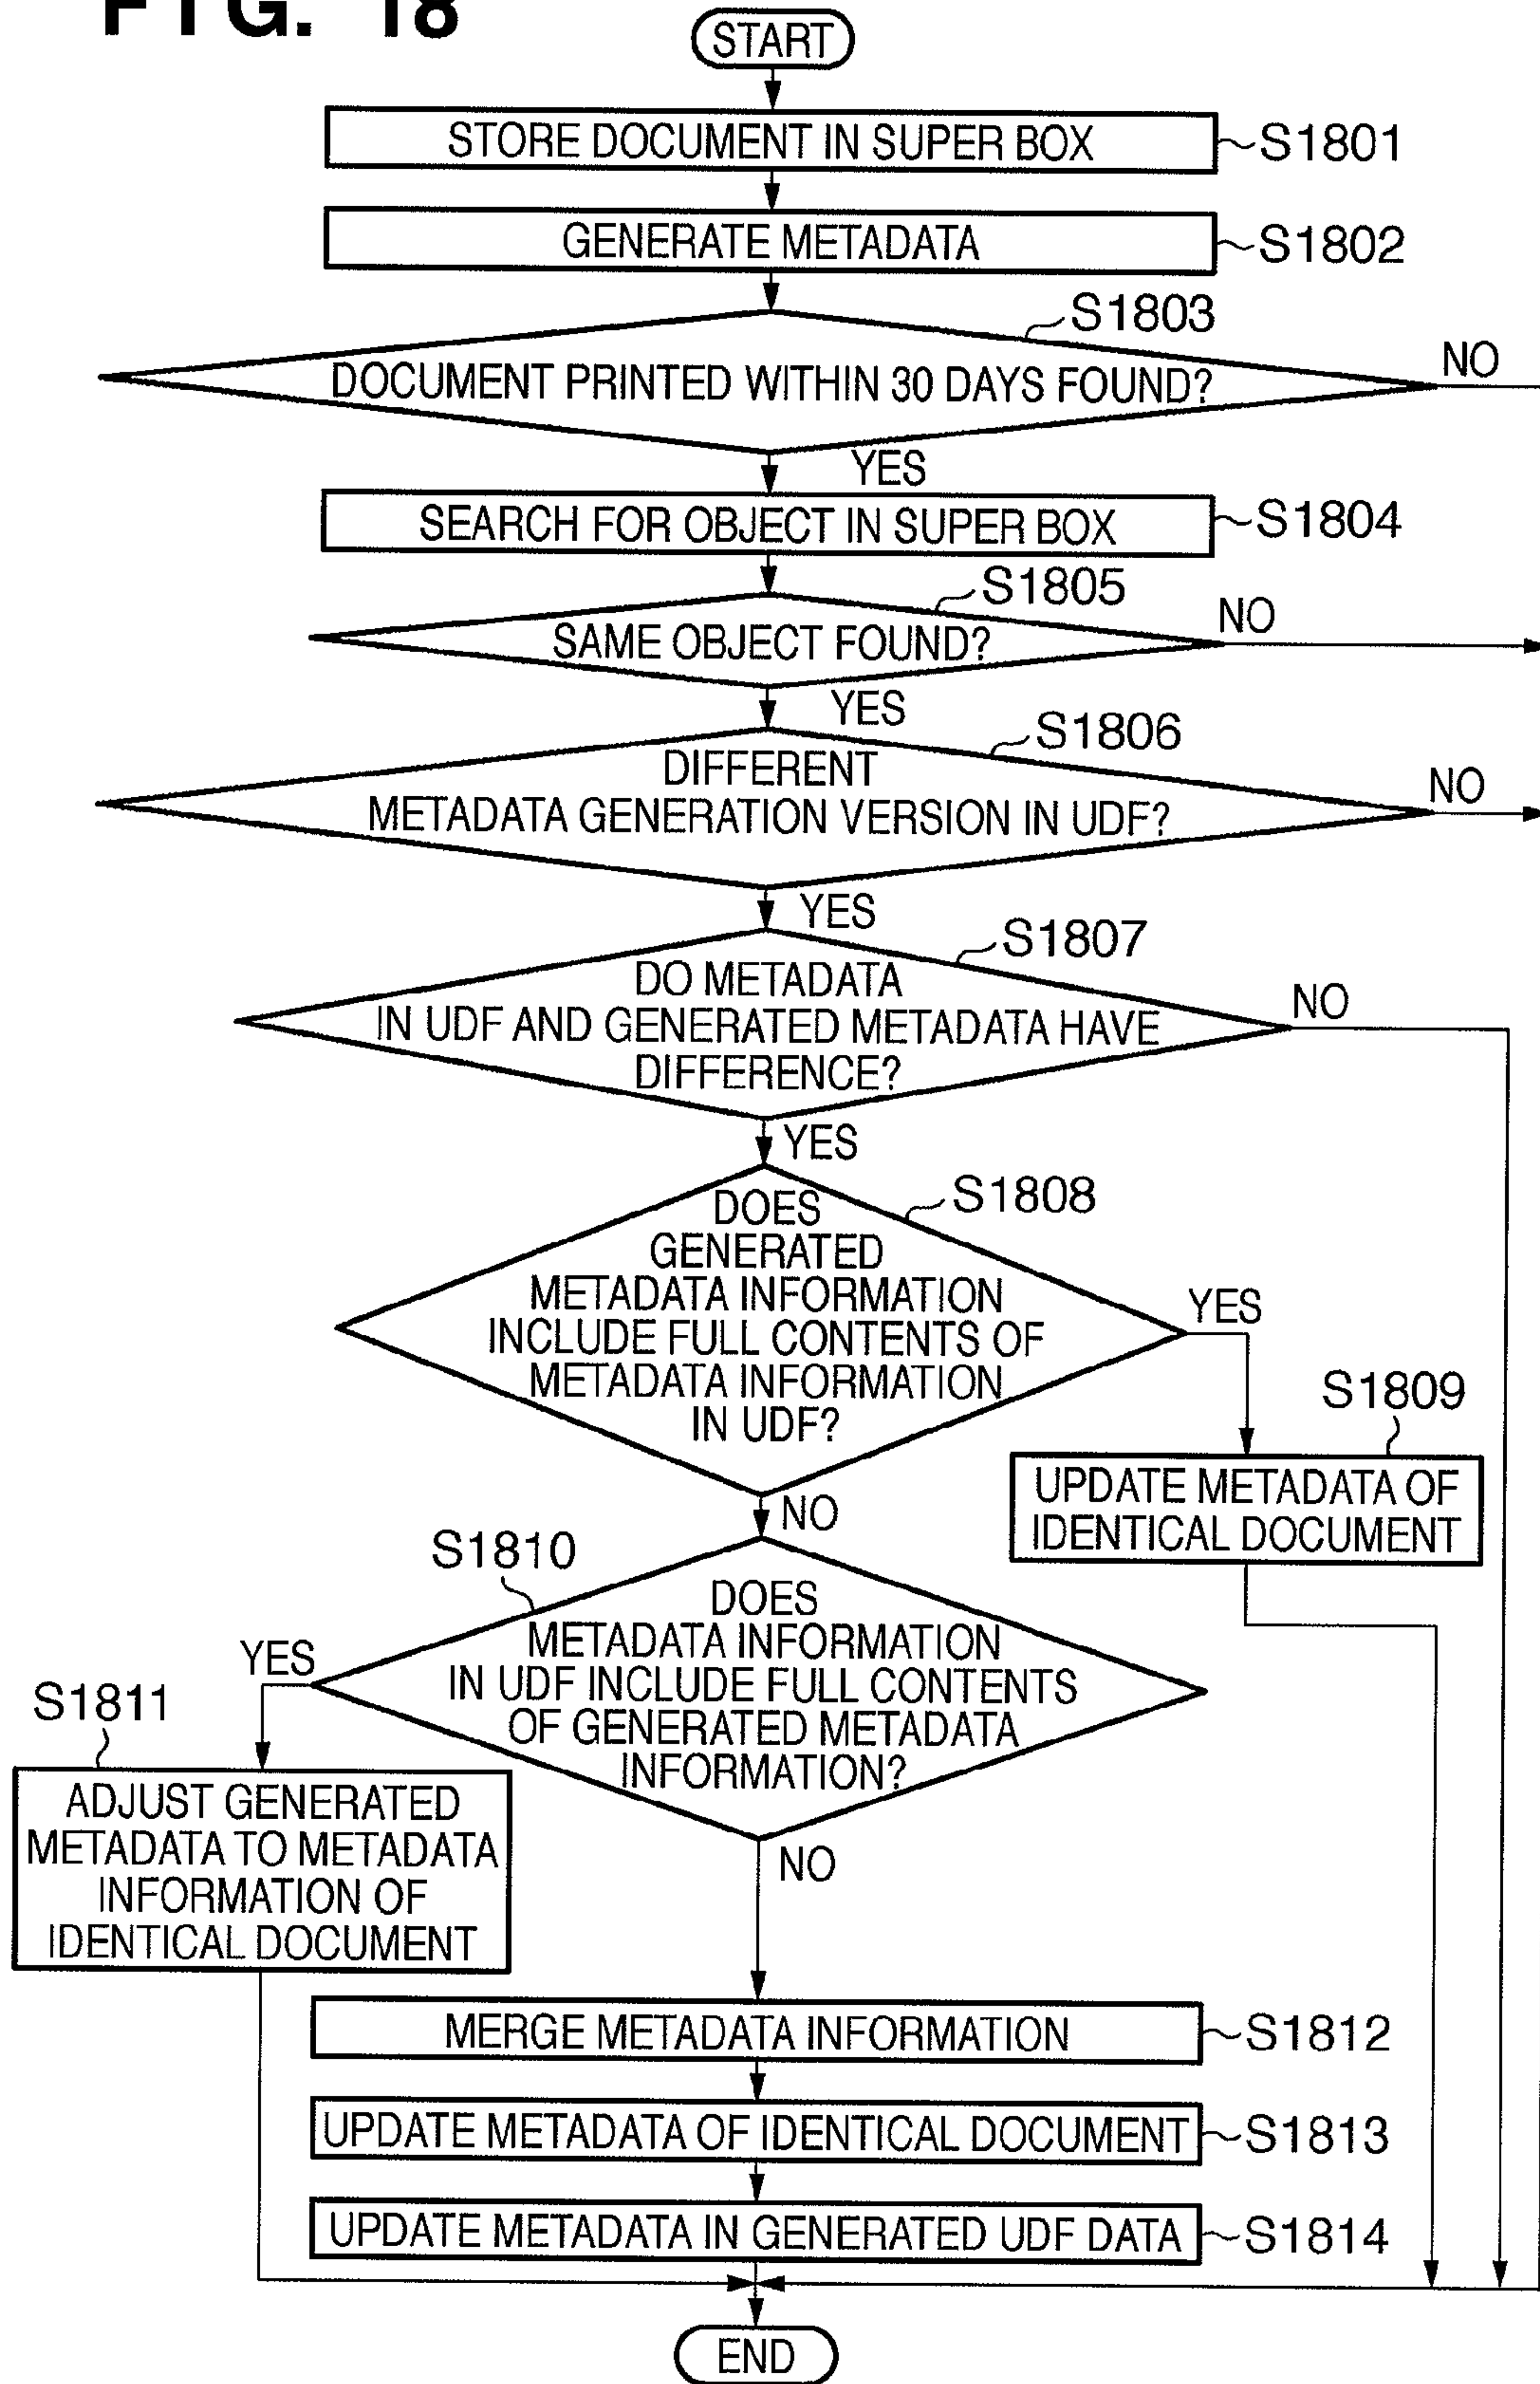 FIG. 18
START
STORE DOCUMENT IN SUPER BOX
S1801
GENERATE METADATA
S1802
S1803
DOCUMENT PRINTED WITHIN 30 DAYS FOUND?
NO
YES
SEARCH FOR OBJECT IN SUPER BOX
S1804
S1805
SAME OBJECT FOUND?
NO
YES
S1806
DIFFERENT
METADATA GENERATION VERSION IN UDF?
NO
YES
S1807
DO METADATA
IN UDF AND GENERATED METADATA HAVE
DIFFERENCE?
NO
YES
S1808
DOES
GENERATED
METADATA INFORMATION
INCLUDE FULL CONTENTS OF
METADATA INFORMATION
IN UDF?
YES
NO
S1809
UPDATE METADATA OF
IDENTICAL DOCUMENT
S1810
DOES
METADATA INFORMATION
IN UDF INCLUDE FULL CONTENTS
OF GENERATED METADATA
INFORMATION?
YES
NO
S1811
ADJUST GENERATED
METADATA TO METADATA
INFORMATION OF
IDENTICAL DOCUMENT
MERGE METADATA INFORMATION
S1812
UPDATE METADATA OF IDENTICAL DOCUMENT
S1813
UPDATE METADATA IN GENERATED UDF DATA
S1814
END